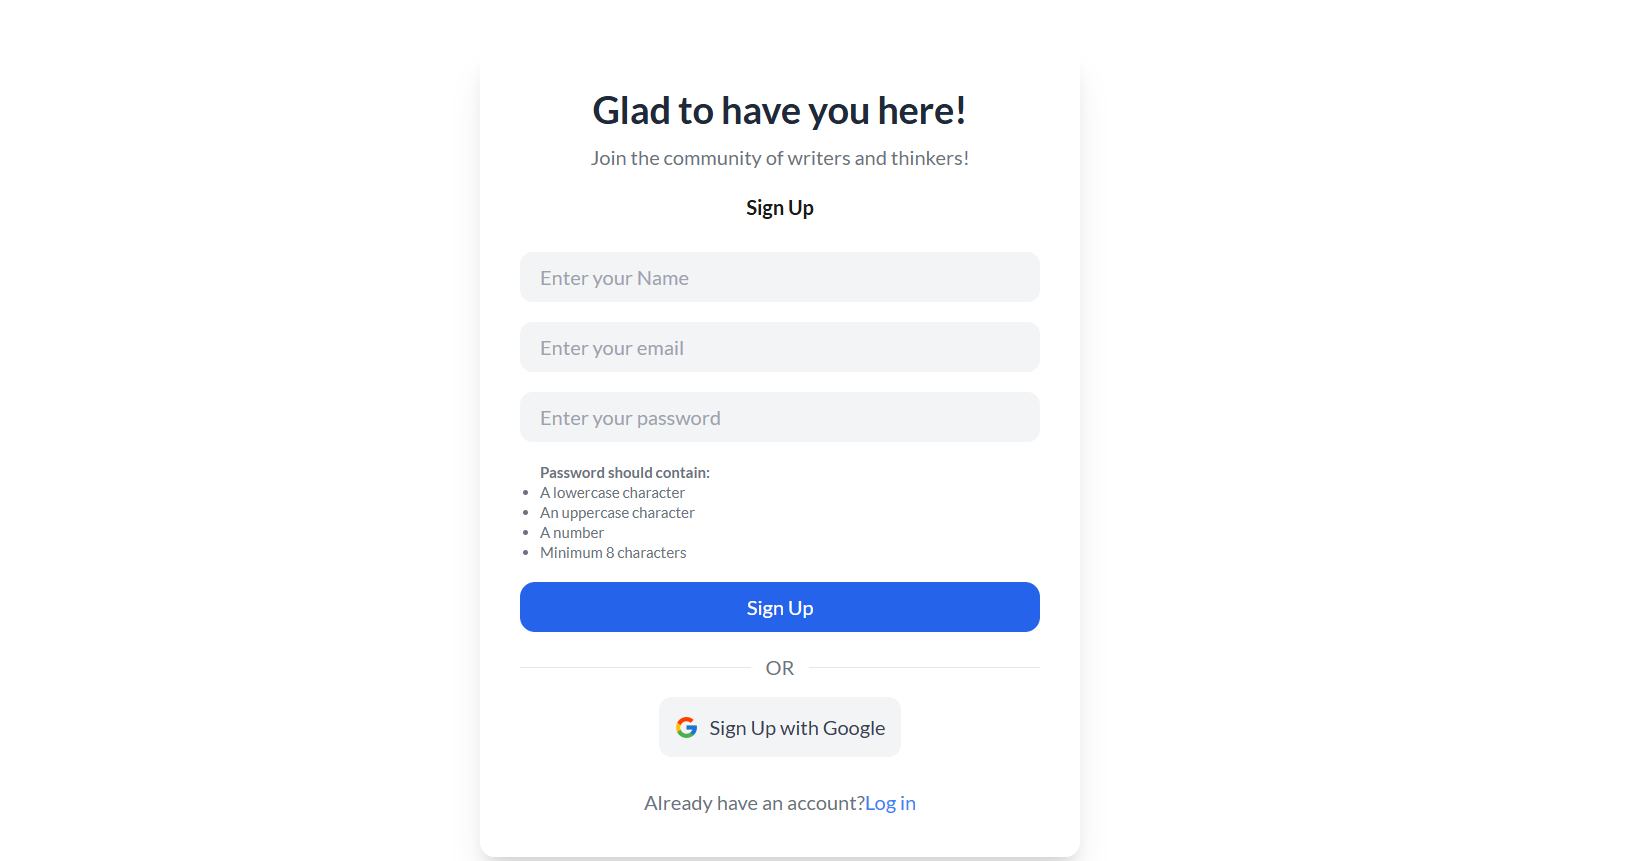 Glad to have you here!
Join the community of writers and thinkers!
Sign Up
Enter your Name
Enter your email
Enter your password
Password should contain:
• A lowercase character
• An uppercase character
• A number
• Minimum 8 characters
Sign Up
OR
Sign Up with Google
Already have an account?Log in